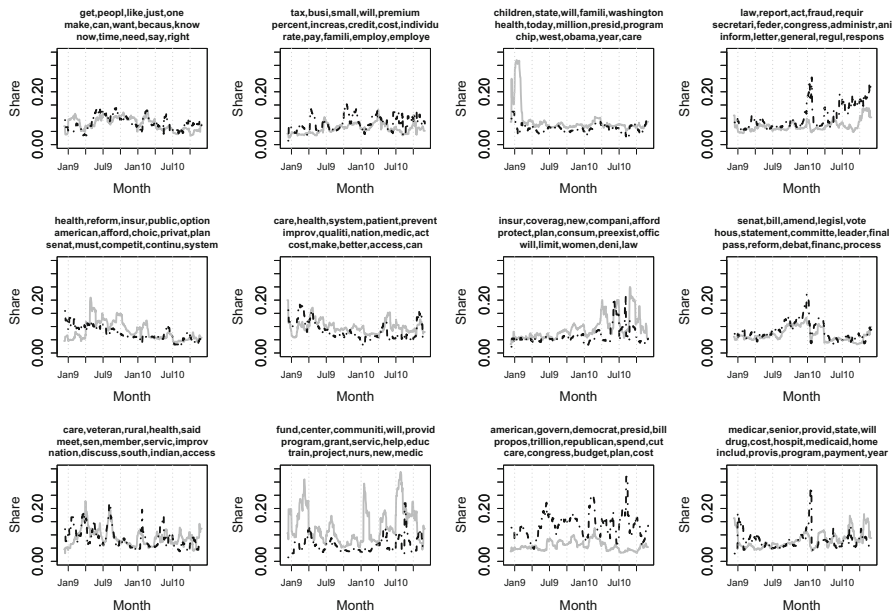 get,peopl,like,just,one
make,can,want,becaus,know
now,time,need,say,right
Share
0.00
0.20
Jan9
Jul9
Jan10
Jul10
Month
tax,busi,small,will,premium
percent,increas,credit,cost,individu
rate,pay,famili,employ,employe
Share
0.00
0.20
Jan9
Jul9
Jan10
Jul10
Month
children,state,will,famili,washington
health,today,million,presid,program
chip,west,obama,year,care
Share
0.00
0.20
Jan9
Jul9
Jan10
Jul10
Month
law,report,act,fraud,requir
secretari,feder,congress,administr,ani
inform,letter,general,regul,respons
Share
0.00
0.20
Jan9
Jul9
Jan10
Jul10
Month
health,reform,insur,public,option
american,afford,choic,privat,plan
senat,must,competit,continu,system
Share
0.00
0.20
Jan9
Jul9
Jan10
Jul10
Month
care,health,system,patient,prevent
improv,qualiti,nation,medic,act
cost,make,better,access,can
Share
0.00
0.20
Jan9
Jul9
Jan10
Jul10
Month
insur,coverag,new,compani,afford
protect,plan,consum,preexist,offic
will,limit,women,deni,law
Share
0.00
0.20
Jan9
Jul9
Jan10
Jul10
Month
senat,bill,amend,legisl,vote
hous,statement,committe,leader,final
pass,reform,debat,financ,process
Share
0.00
0.20
Jan9
Jul9
Jan10
Jul10
Month
care,veteran,rural,health,said
meet,sen,member,servic,improv
nation,discuss,south,indian,access
Share
0.00
0.20
Jan9
Jul9
Jan10
Jul10
Month
fund,center,communiti,will,provid
program,grant,servic,help,educ
train,project,nurs,new,medic
Share
0.00
0.20
Jan9
Jul9
Jan10
Jul10
Month
american,govern,democrat,presid,bill
propos,trillion,republican,spend,cut
care,congress,budget,plan,cost
Share
0.00
0.20
Jan9
Jul9
Jan10
Jul10
Month
medicar,senior,provid,state,will
drug,cost,hospit,medicaid,home
includ,provis,program,payment,year
Share
0.00
0.20
Jan9
Jul9
Jan10
Jul10
Month